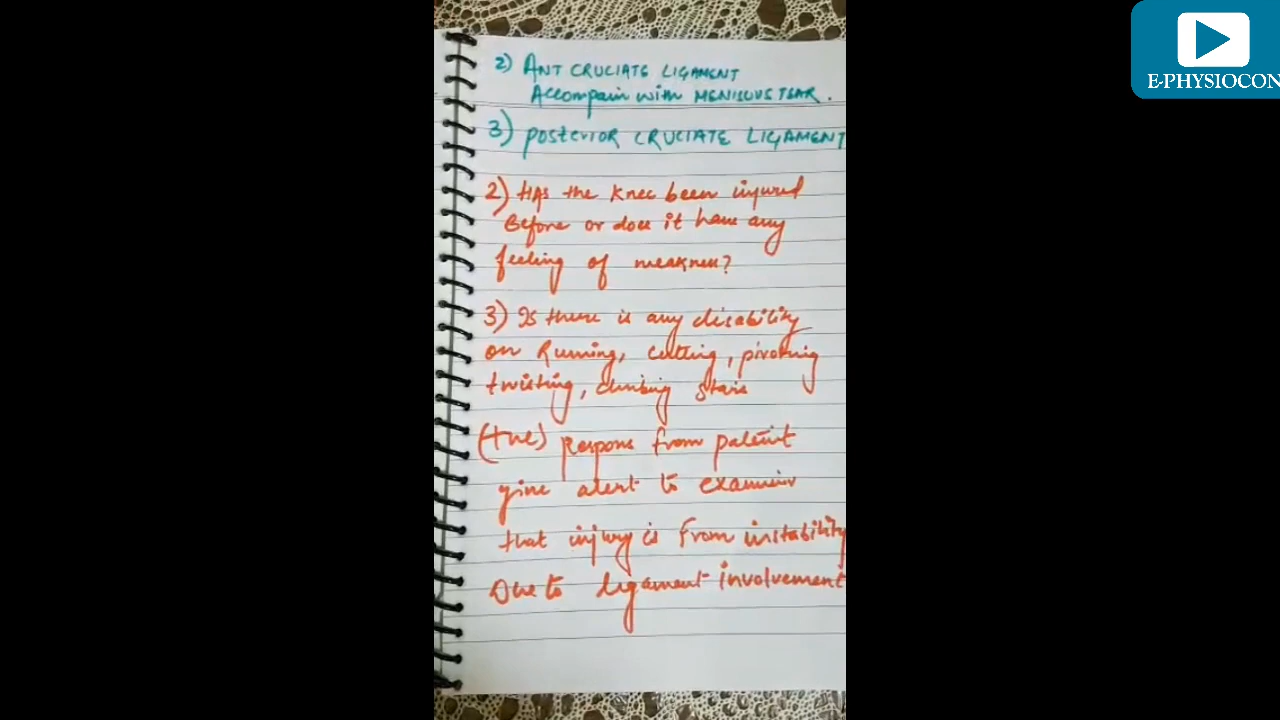 2) ANT CRUCIATE LIGAMENT
Accompain with MENISCUS TEAR.
3) Posterior CRUCIATE LIGAMENT
2) HAs the Knee been injured
Before or does it have any
feeling of weakness?
3) Is there is any disability
on Running, Cutting, pivoting
twisting, climbing stairs
(+ve) Respons from patient
give alert to
that injury is From instability
Due to ligament involvement
E-PHYSIOCON